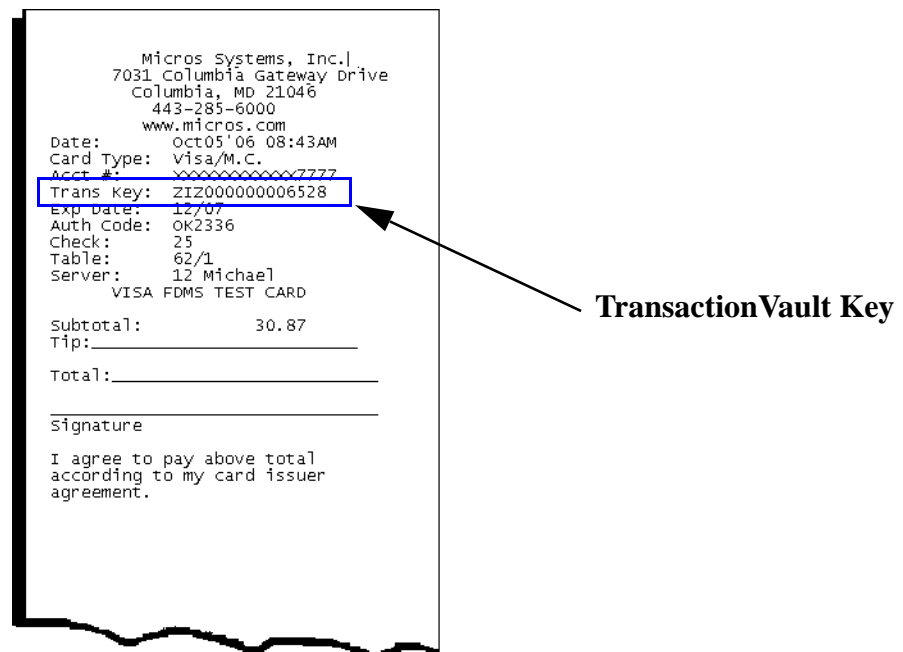 Micros Systems, Inc.|
7031 Columbia Gateway Drive
Columbia, MD 21046
443-285-6000
www.micros.com
Date: Oct05'06 08:43AM
Card Type: Visa/M.C.
Acct #: XXXXXXXXXXXX7777
Trans Key: ZIZ000000006528
Exp Date: 12/07
Auth Code: OK2336
Check: 25
Table: 62/1
Server: 12 Michael
VISA FDMS TEST CARD
Subtotal: 30.87
Tip:
Total:
Signature
I agree to pay above total
according to my card issuer
agreement.
TransactionVault Key